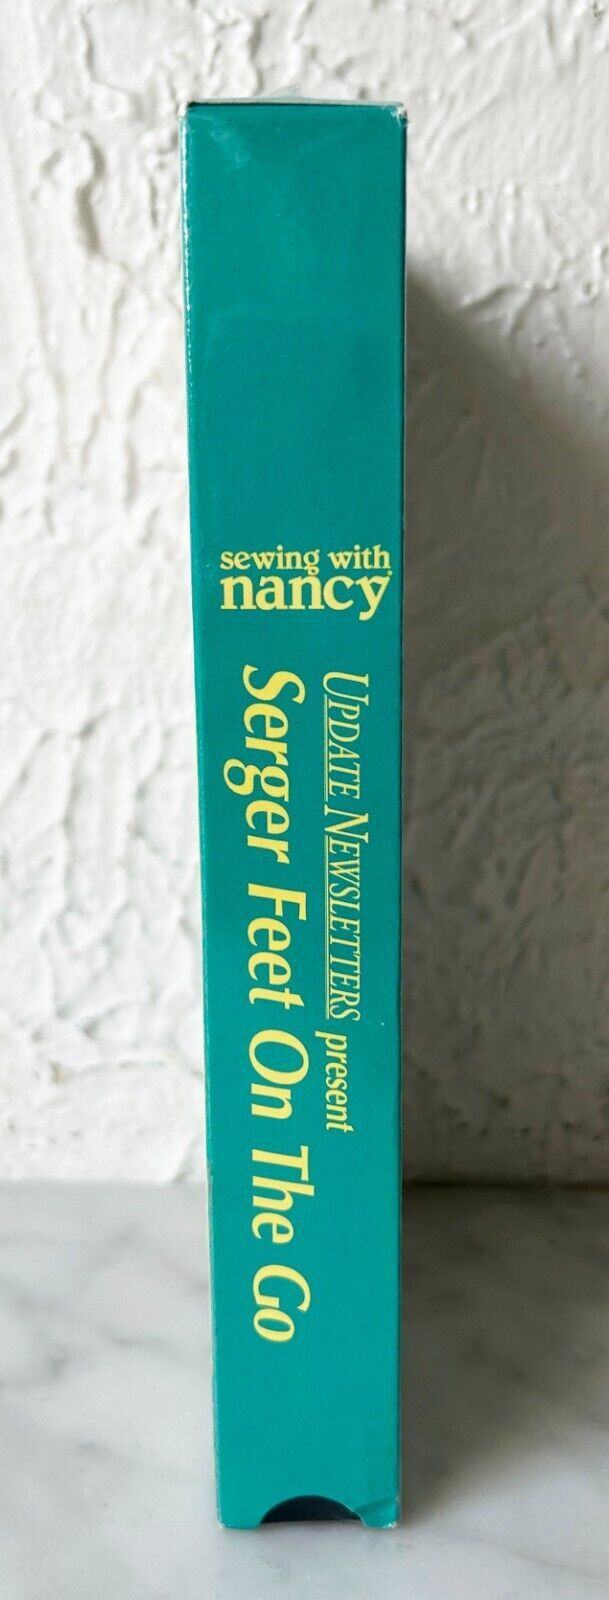 sewing with
nancy
UPDATE NEWSLETTERS present
Serger Feet On The Go